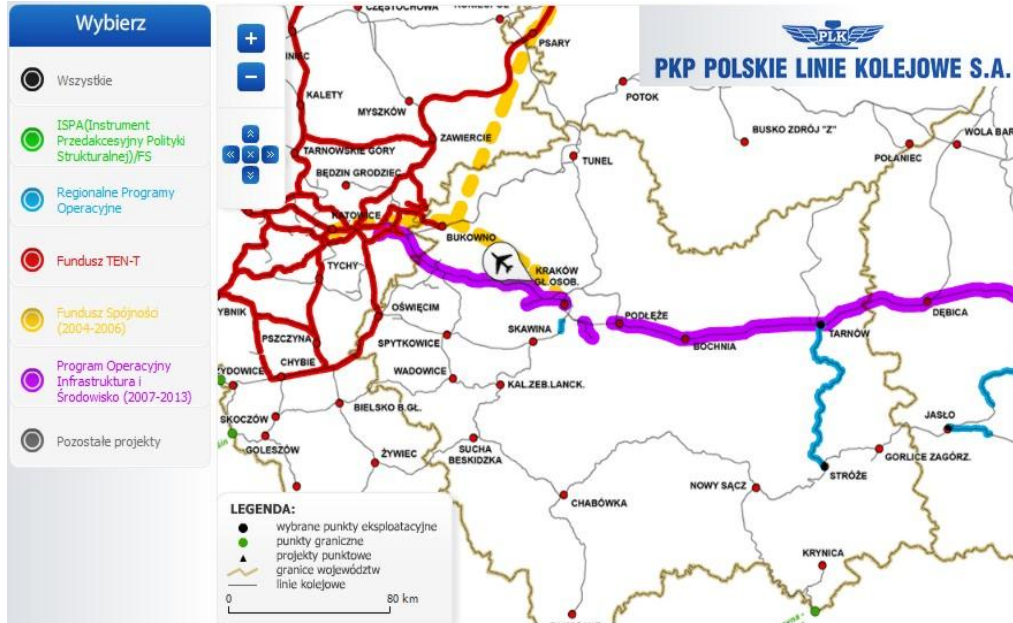 Wybierz
Wszystkie
ISPA(Instrument
Przedakcesyjny Polityki
Strukturalnej)/FS
Regionalne Programy
Operacyjne
Fundusz TEN-T
Fundusz Spójności
(2004-2006)
Program Operacyjny
Infrastruktura i
Środowisko (2007-2013)
Pozostałe projekty
+
−
PLK
PKP POLSKIE LINIE KOLEJOWE S.A.
CZĘSTOCHOWA
PSARY
KALETY
MYSZKÓW
POTOK
ZAWIERCIE
BUSKO ZDRÓJ "Z"
WOLA BAR
POŁANIEC
TARNOWSKIE GÓRY
TUNEL
BĘDZIN GRODZIEC
KATOWICE
BUKOWNO
TYCHY
KRAKÓW
GŁ.OSOB.
OŚWIĘCIM
YBNIK
PODŁĘŻE
DĘBICA
SKAWINA
TARNÓW
PSZCZYNA
SPYTKOWICE
BOCHNIA
CHYBIE
ZYDOWICE
WADOWICE
KAL.ZEB.LANCK.
BIELSKO B.GŁ.
SKOCZÓW
JASŁO
GOLESZÓW
ŻYWIEC
SUCHA
BESKIDZKA
GORLICE ZAGÓRZ.
STRÓŻE
NOWY SĄCZ
CHABÓWKA
KRYNICA
LEGENDA:
wybrane punkty eksploatacyjne
punkty graniczne
projekty punktowe
granice województw
linie kolejowe
0 80 km